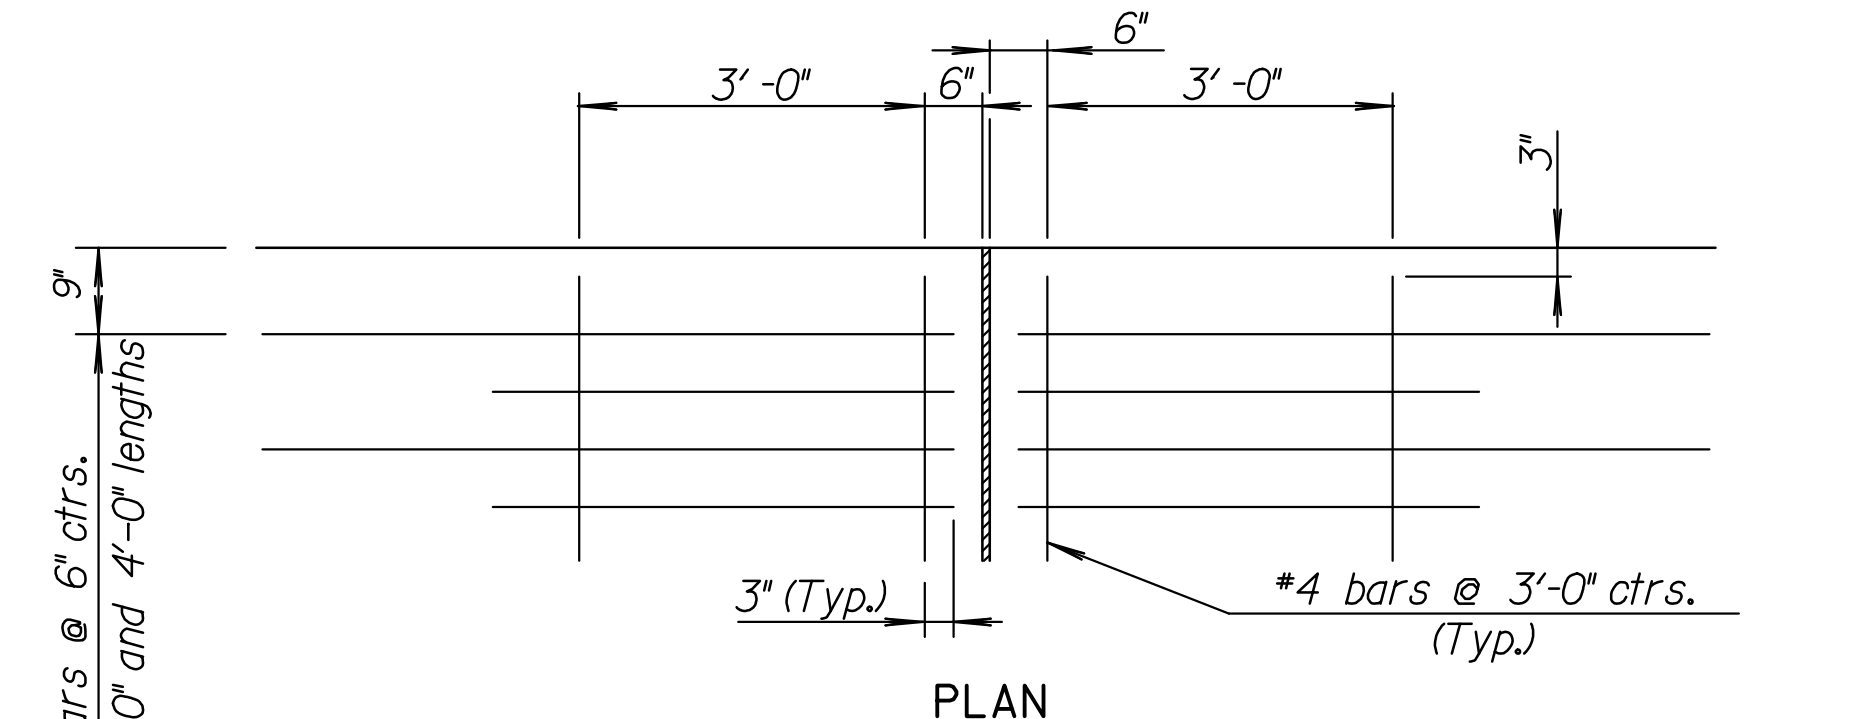 6"
3'-0"
6"
3'-0"
3"
9"
bars @ 6" ctrs.
0" and 4'-0" lengths
3" (Typ.)
#4 bars @ 3'-0" ctrs.
(Typ.)
PLAN